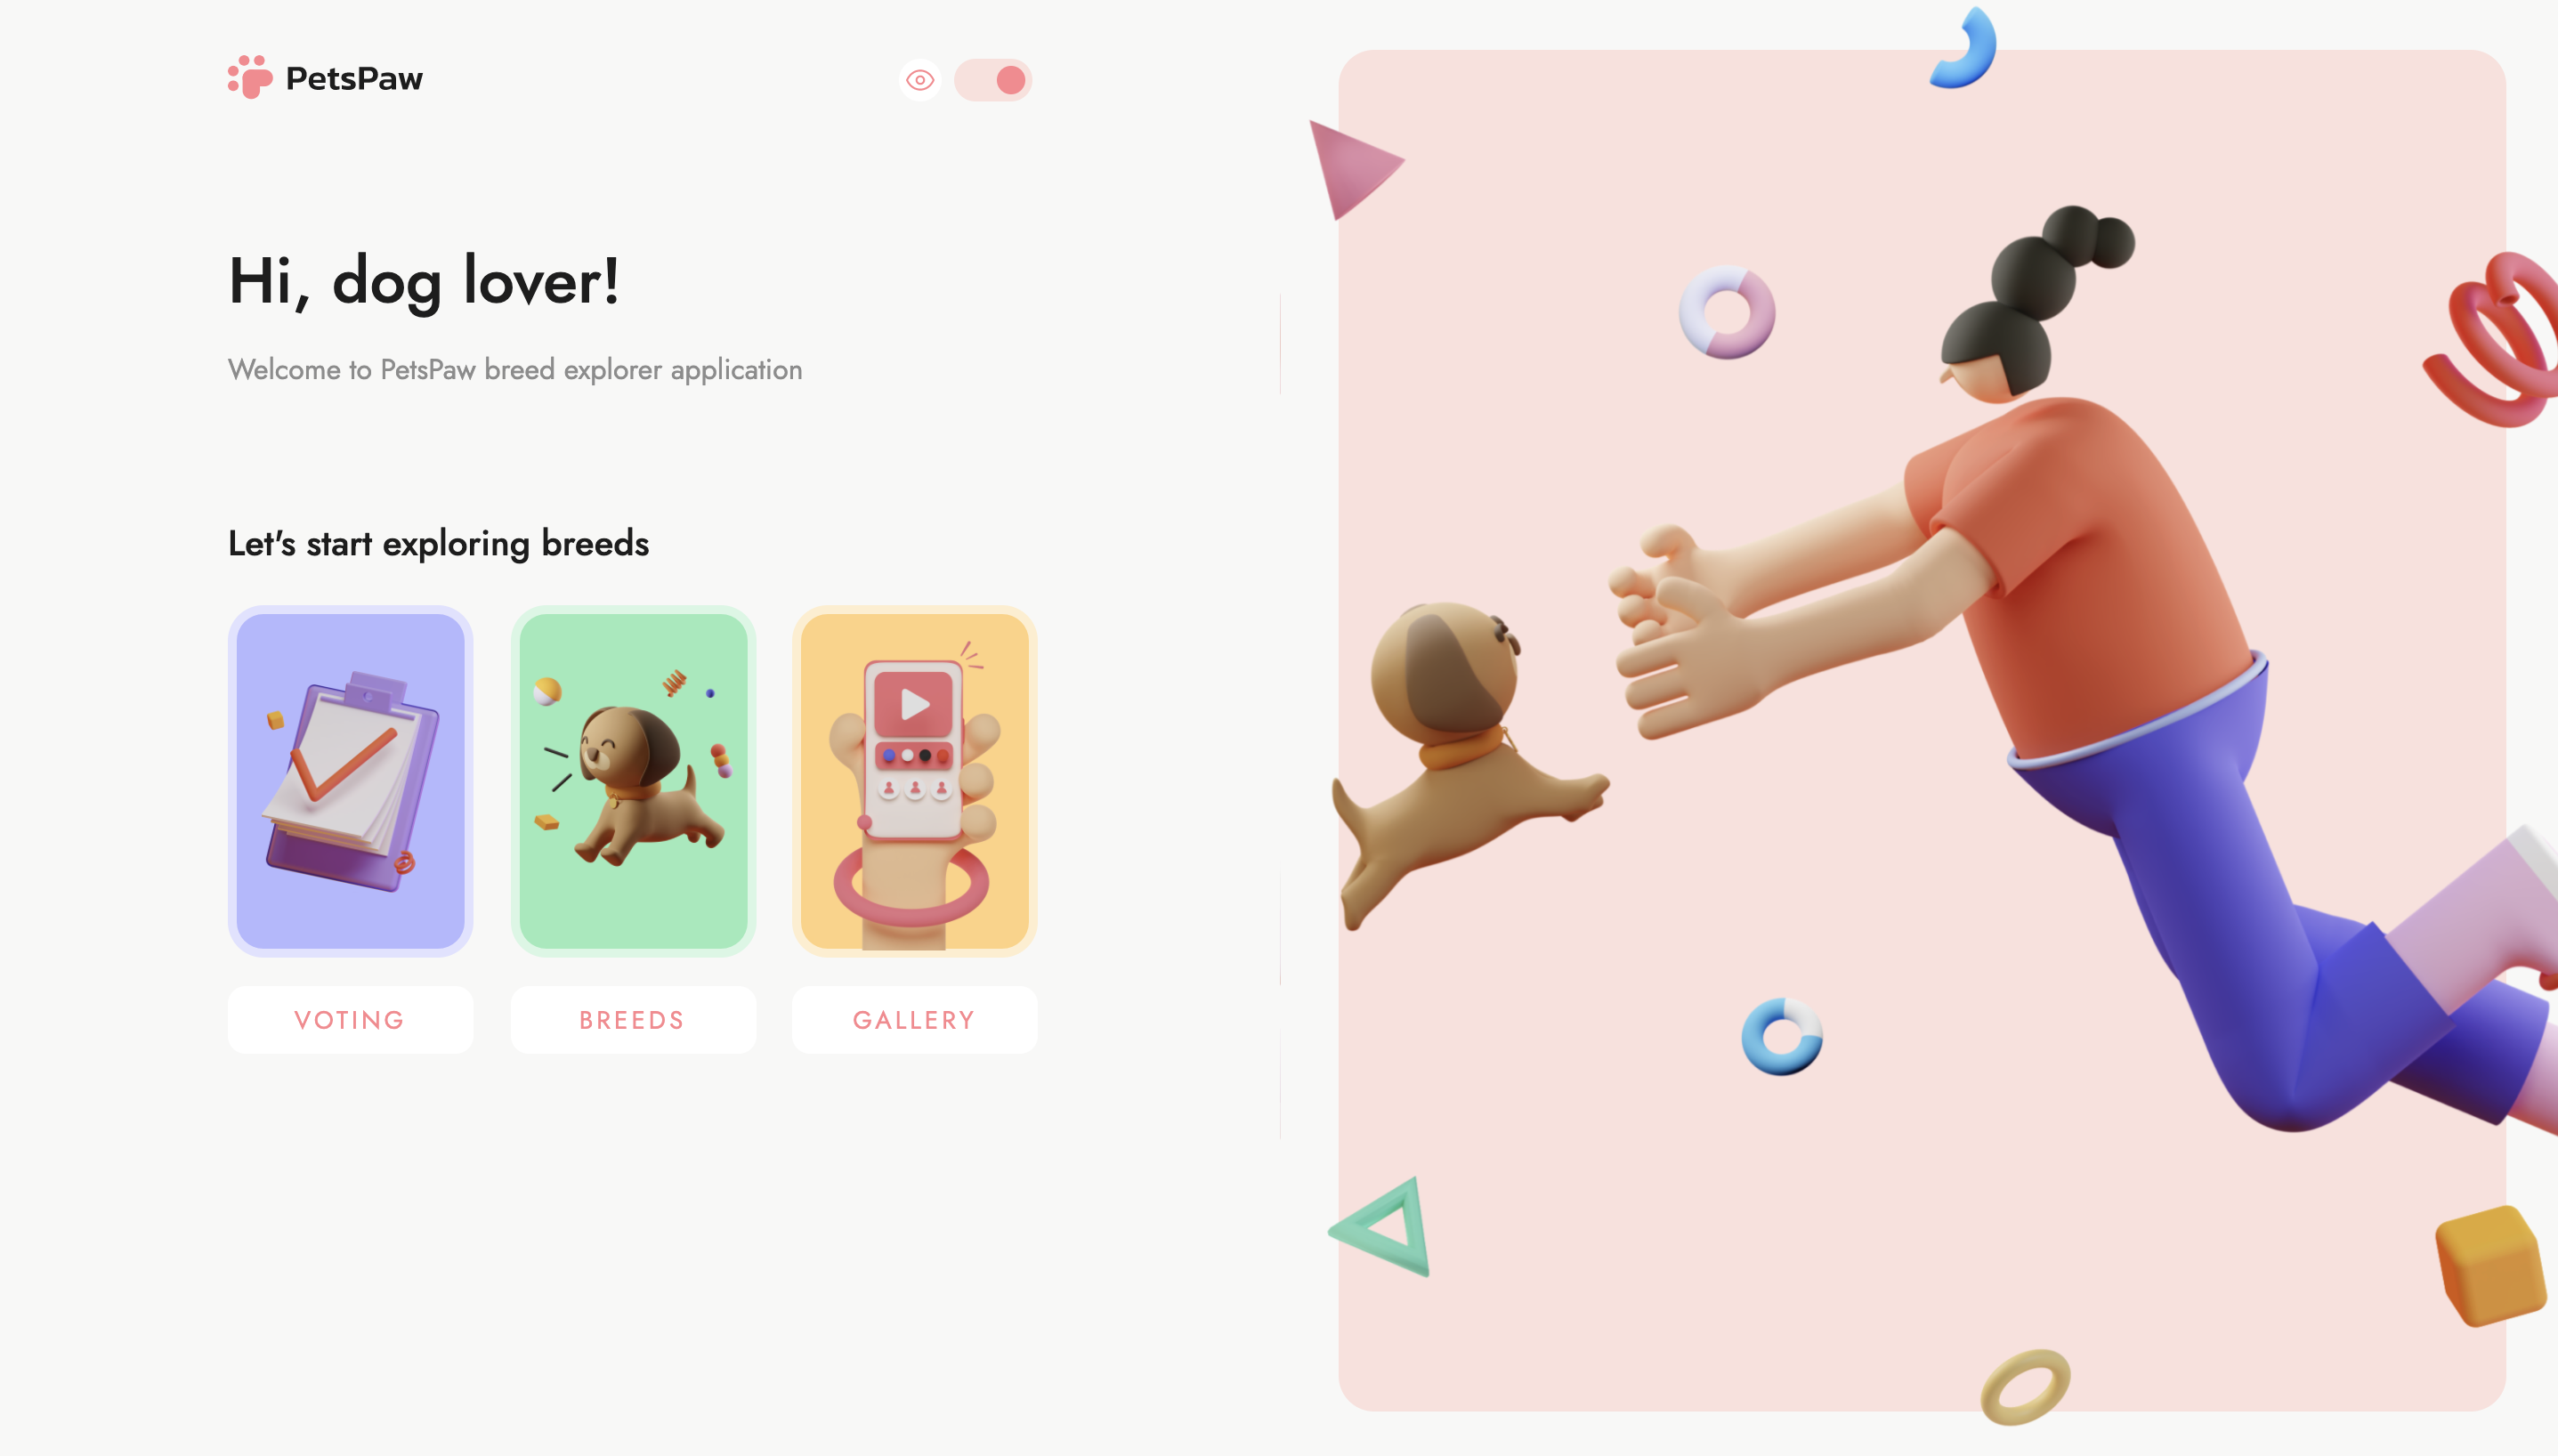 PetsPaw
Hi, dog lover!
Welcome to PetsPaw breed explorer application
Let's start exploring breeds
VOTING
BREEDS
GALLERY